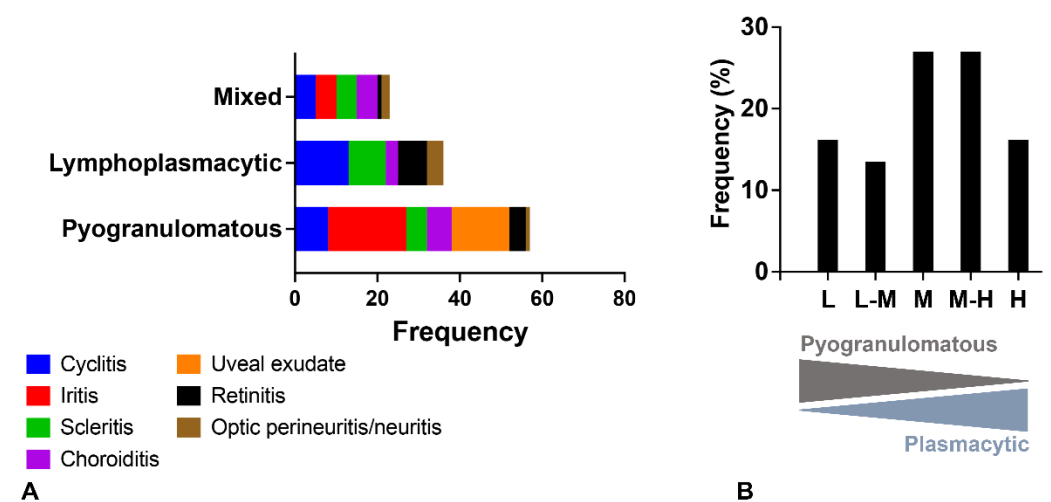 Mixed
Lymphoplasmacytic
Pyogranulomatous
0 20 40 60 80
Frequency
Cyclitis
Iritis
Scleritis
Choroiditis
Uveal exudate
Retinitis
Optic perineuritis/neuritis
A
Frequency (%)
30
20
10
0
L L-M M M-H H
Pyogranulomatous
Plasmacytic
B